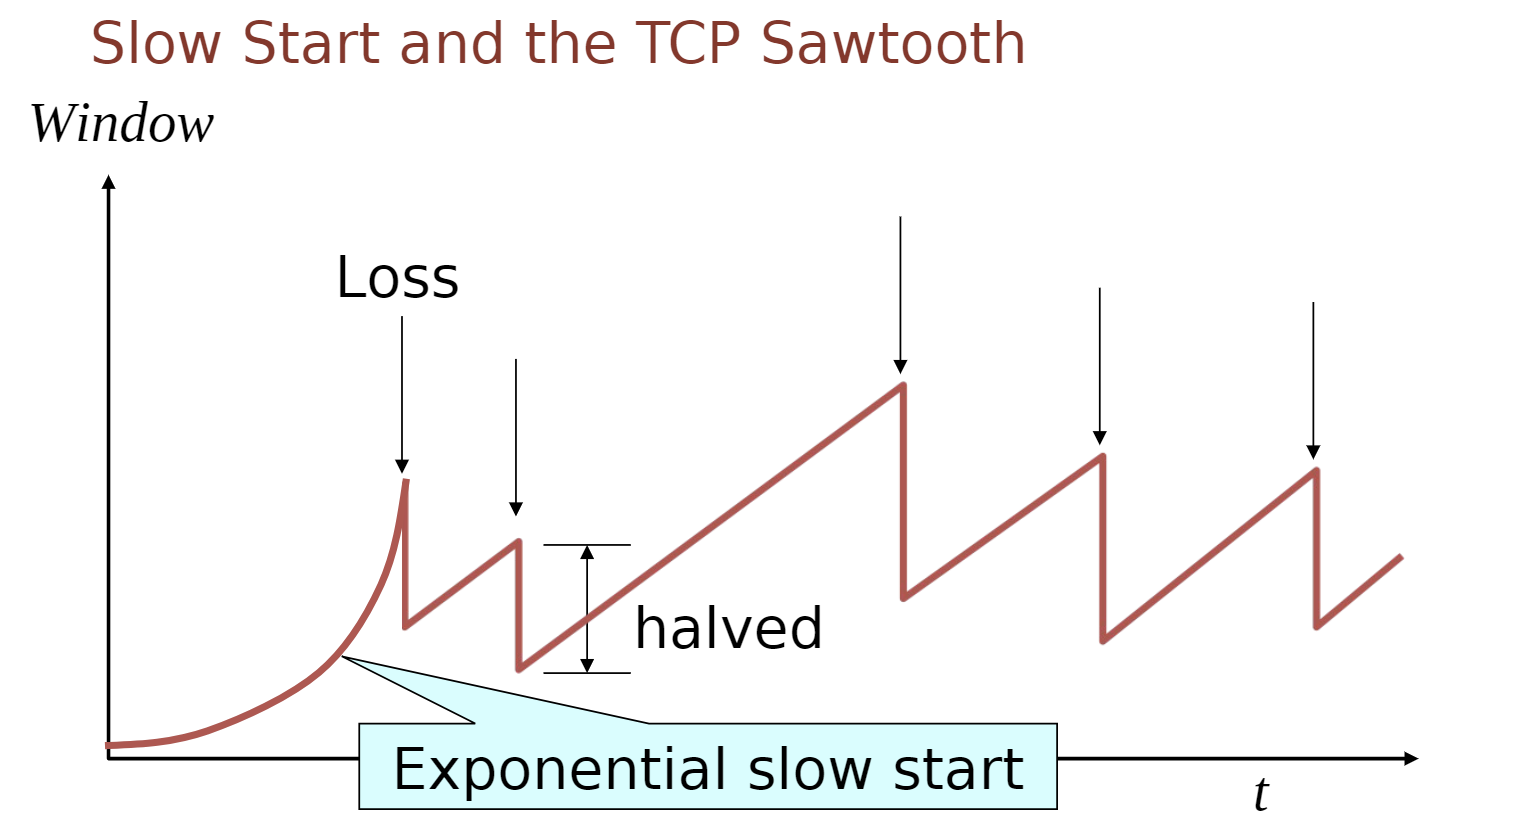 Slow Start and the TCP Sawtooth
Window
Loss
halved
Exponential slow start
t